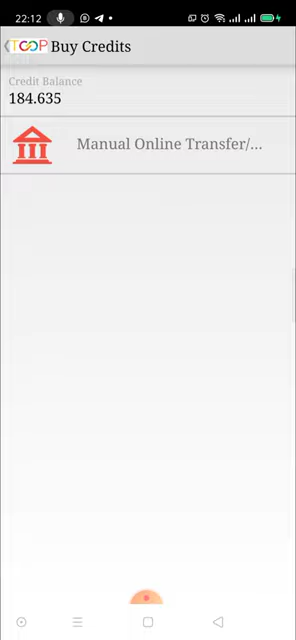 22:12
TCOP Buy Credits
Credit Balance
184.635
Manual Online Transfer/...